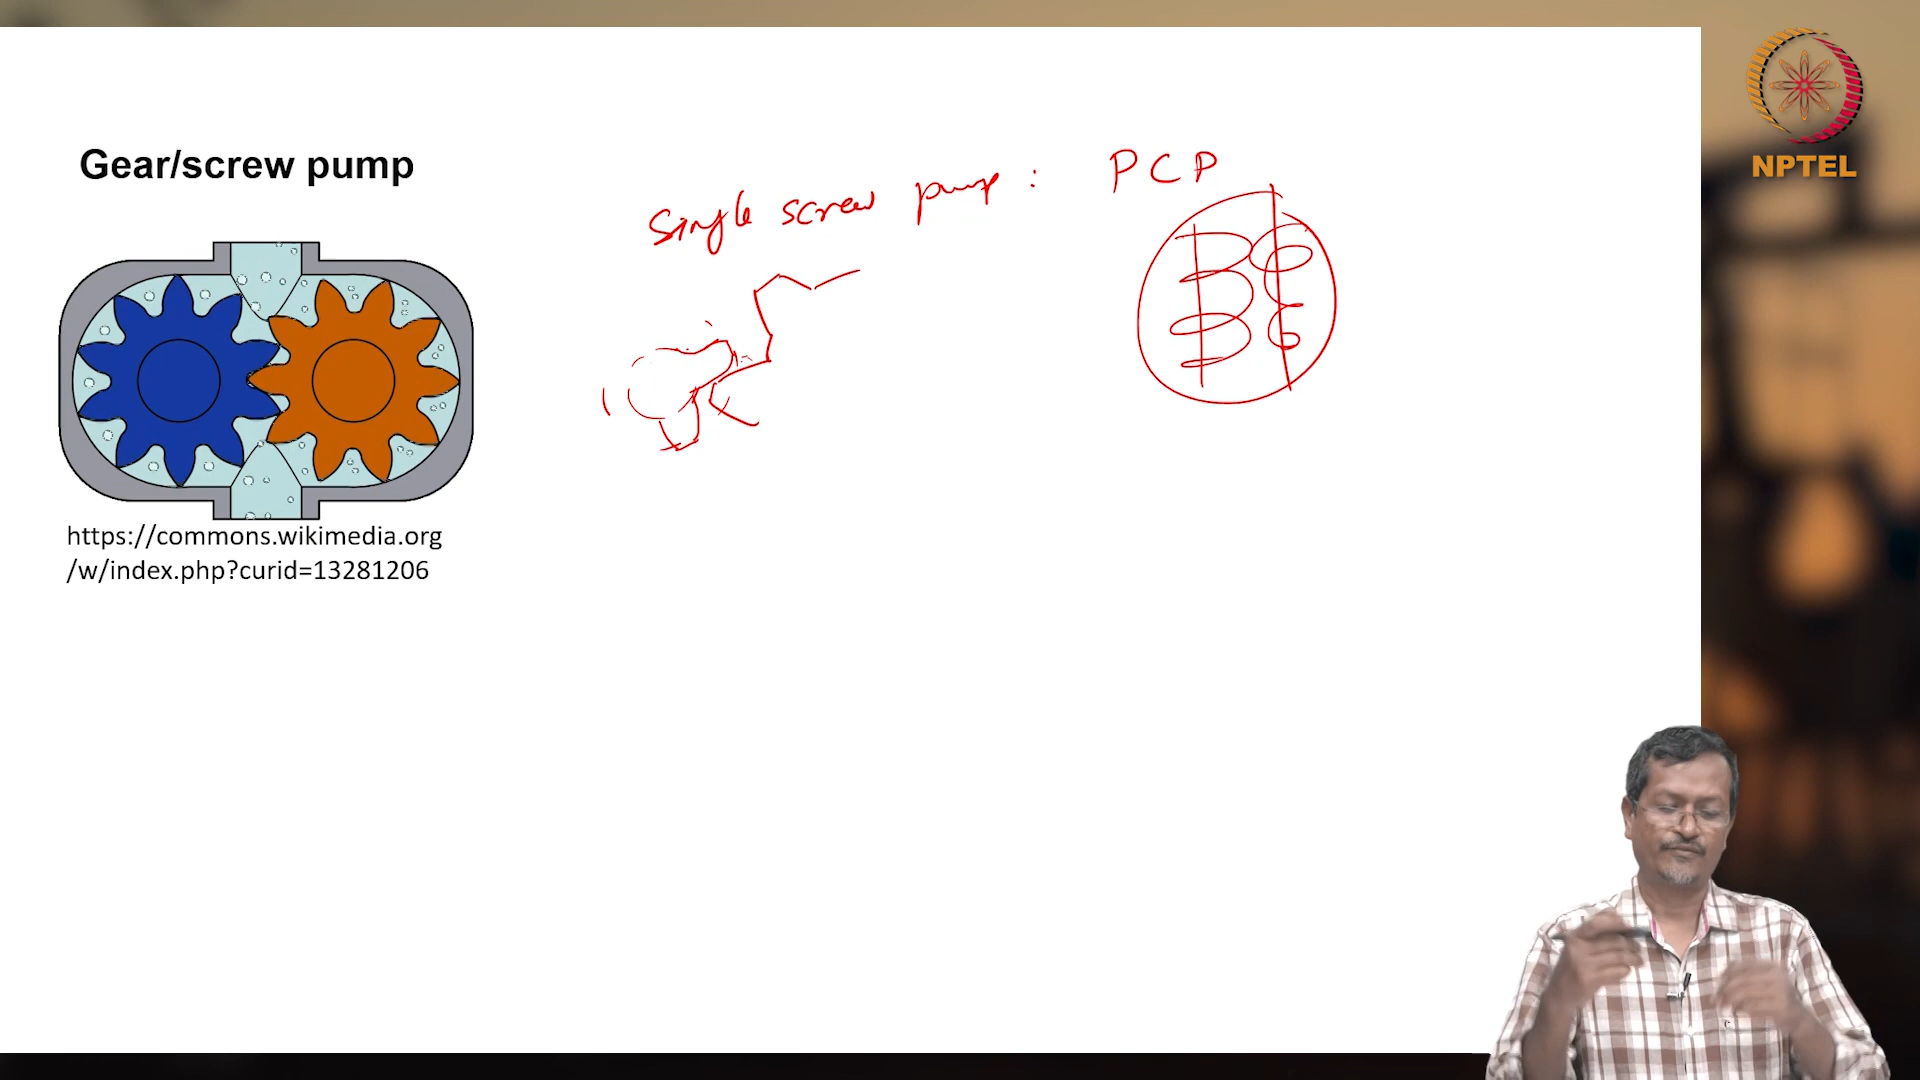 Gear/screw pump
Single screw pump : PCP
https://commons.wikimedia.org
/w/index.php?curid=13281206
NPTEL